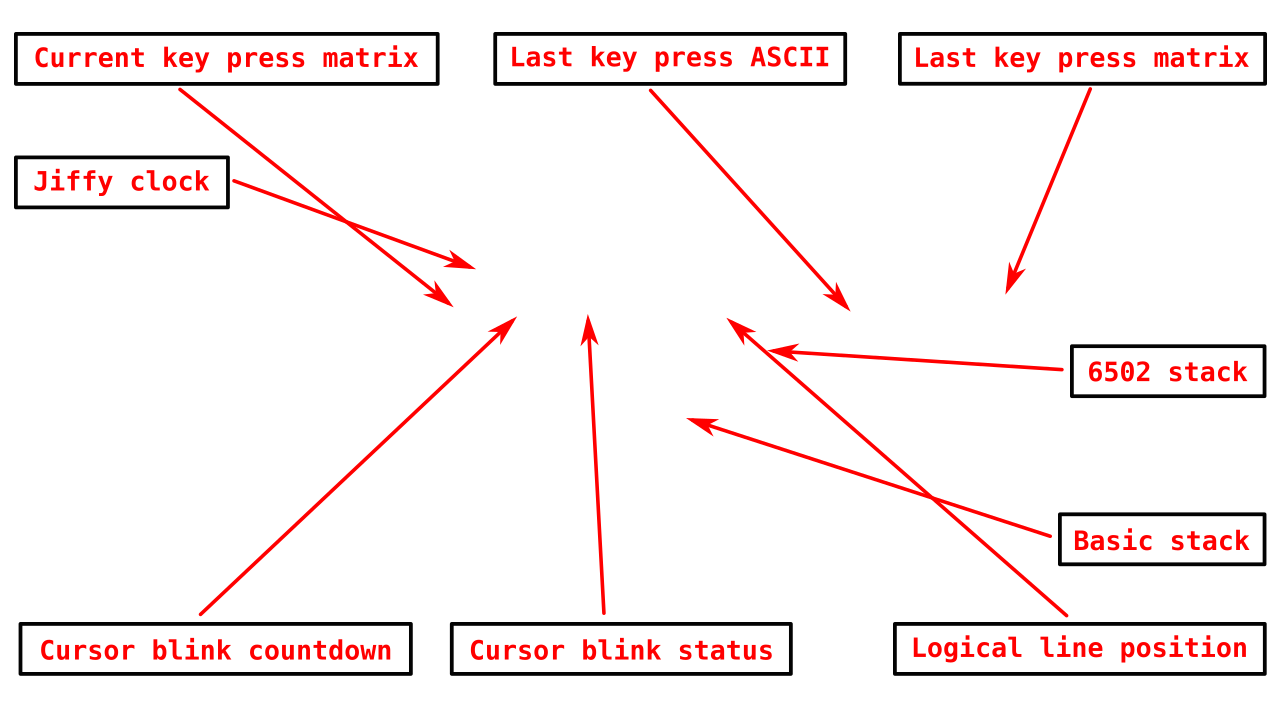 Current key press matrix
Last key press ASCII
Last key press matrix
Jiffy clock
6502 stack
Basic stack
Cursor blink countdown
Cursor blink status
Logical line position